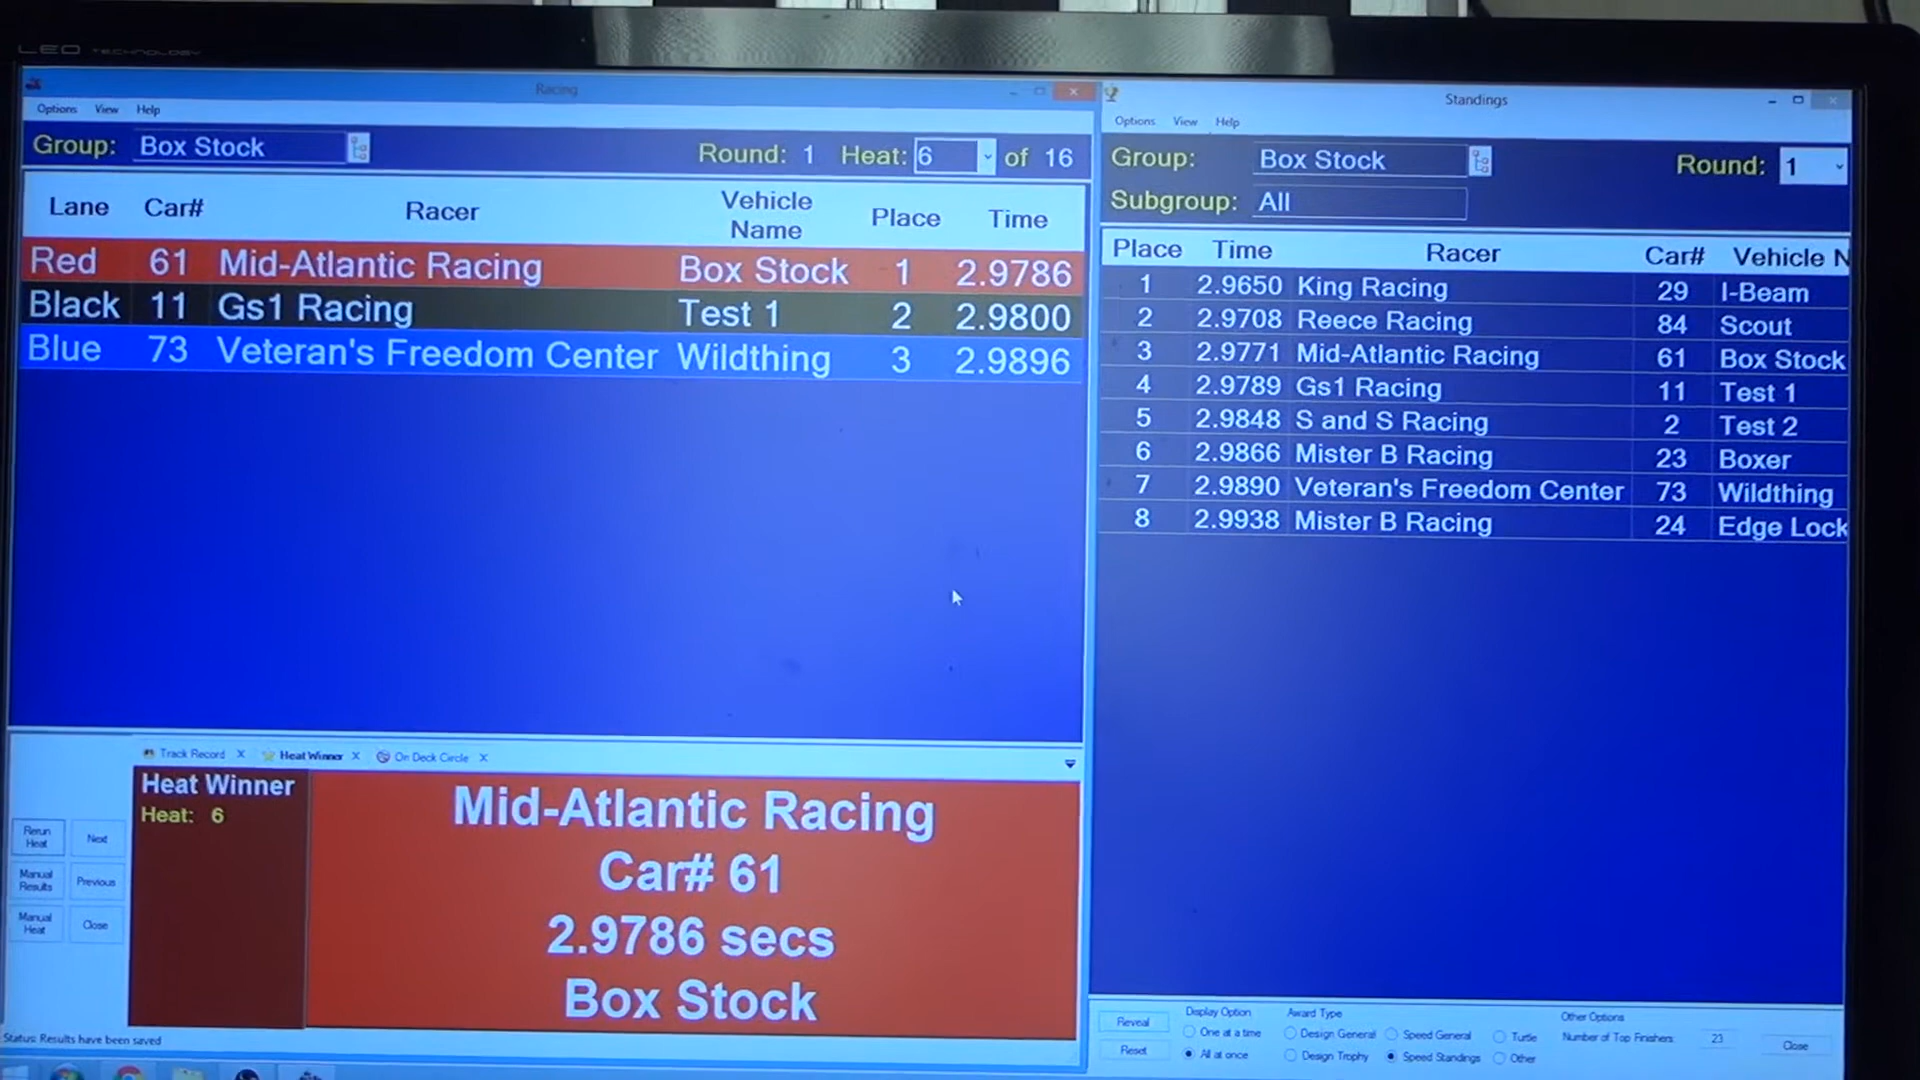 LEO TECHNOLOGY
Racing
Options View Help
Group: Box Stock Round: 1 Heat: 6 of 16
Lane Car# Racer Vehicle Name Place Time
Red 61 Mid-Atlantic Racing Box Stock 1 2.9786
Black 11 Gs1 Racing Test 1 2 2.9800
Blue 73 Veteran's Freedom Center Wildthing 3 2.9896
Track Record X Heat Winner X On Deck Circle X
Heat Winner
Heat: 6
Mid-Atlantic Racing
Car# 61
2.9786 secs
Box Stock
Rerun Heat Next
Manual Results Previous
Manual Heat Close
Status: Results have been saved
Standings
Options View Help
Group: Box Stock Round: 1
Subgroup: All
Place Time Racer Car# Vehicle N
1 2.9650 King Racing 29 I-Beam
2 2.9708 Reece Racing 84 Scout
3 2.9771 Mid-Atlantic Racing 61 Box Stock
4 2.9789 Gs1 Racing 11 Test 1
5 2.9848 S and S Racing 2 Test 2
6 2.9866 Mister B Racing 23 Boxer
7 2.9890 Veteran's Freedom Center 73 Wildthing
8 2.9938 Mister B Racing 24 Edge Lock
Display Option Award Type Other Options
Reveal One at a time Design General Speed General Turtle Number of Top Finishers: 23
Reset All at once Design Trophy Speed Standings Other Close